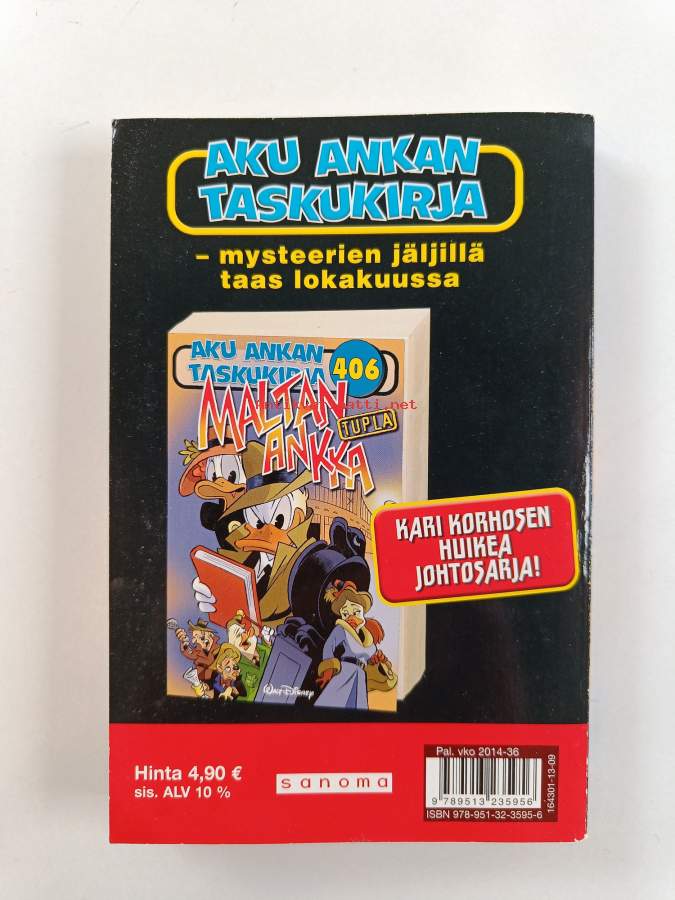 AKU ANKAN
TASKUKIRJA
– mysteerien jäljillä
taas lokakuussa
AKU ANKAN
TASKUKIRJA
406
MALTAN
TUPLA
ANKKA
KARI KORHOSEN
HUIKEA
JOHTOSARJA!
WALT DISNEY
Hinta 4,90 €
sis. ALV 10 %
sanoma
Pal. vko 2014-36
9 789513 235956
ISBN 978-951-32-3595-6
164301-13-09